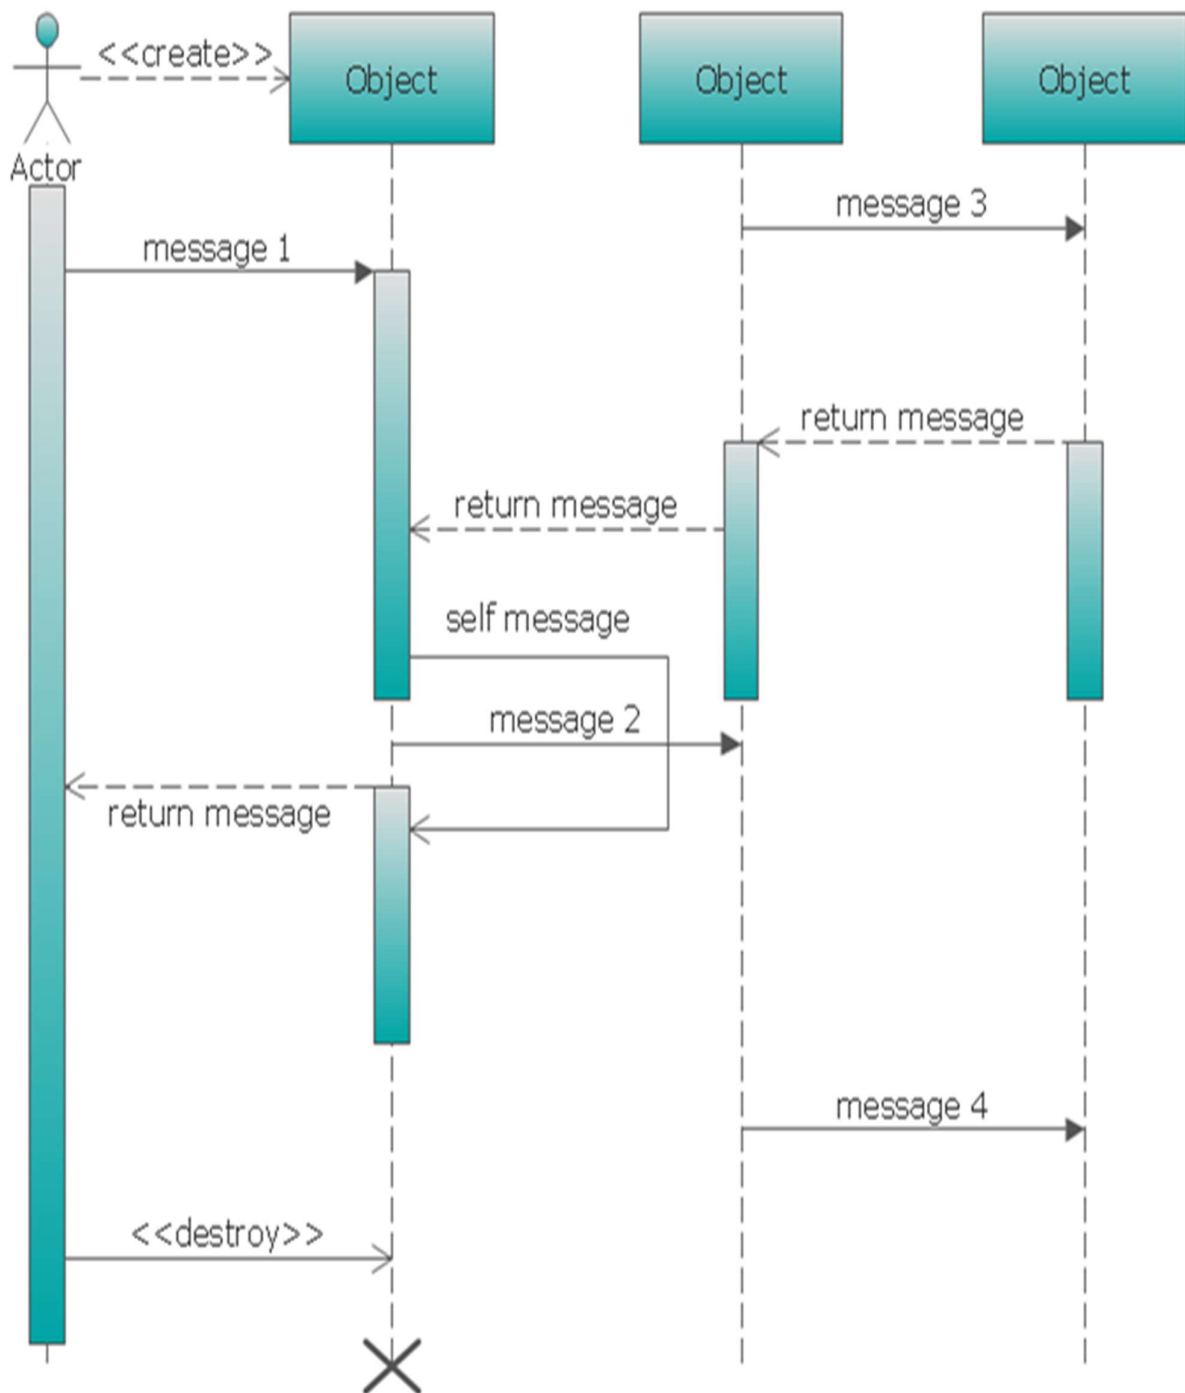 <<create>>
Object
Object
Object
Actor
message 3
message 1
return message
return message
self message
message 2
return message
message 4
<<destroy>>